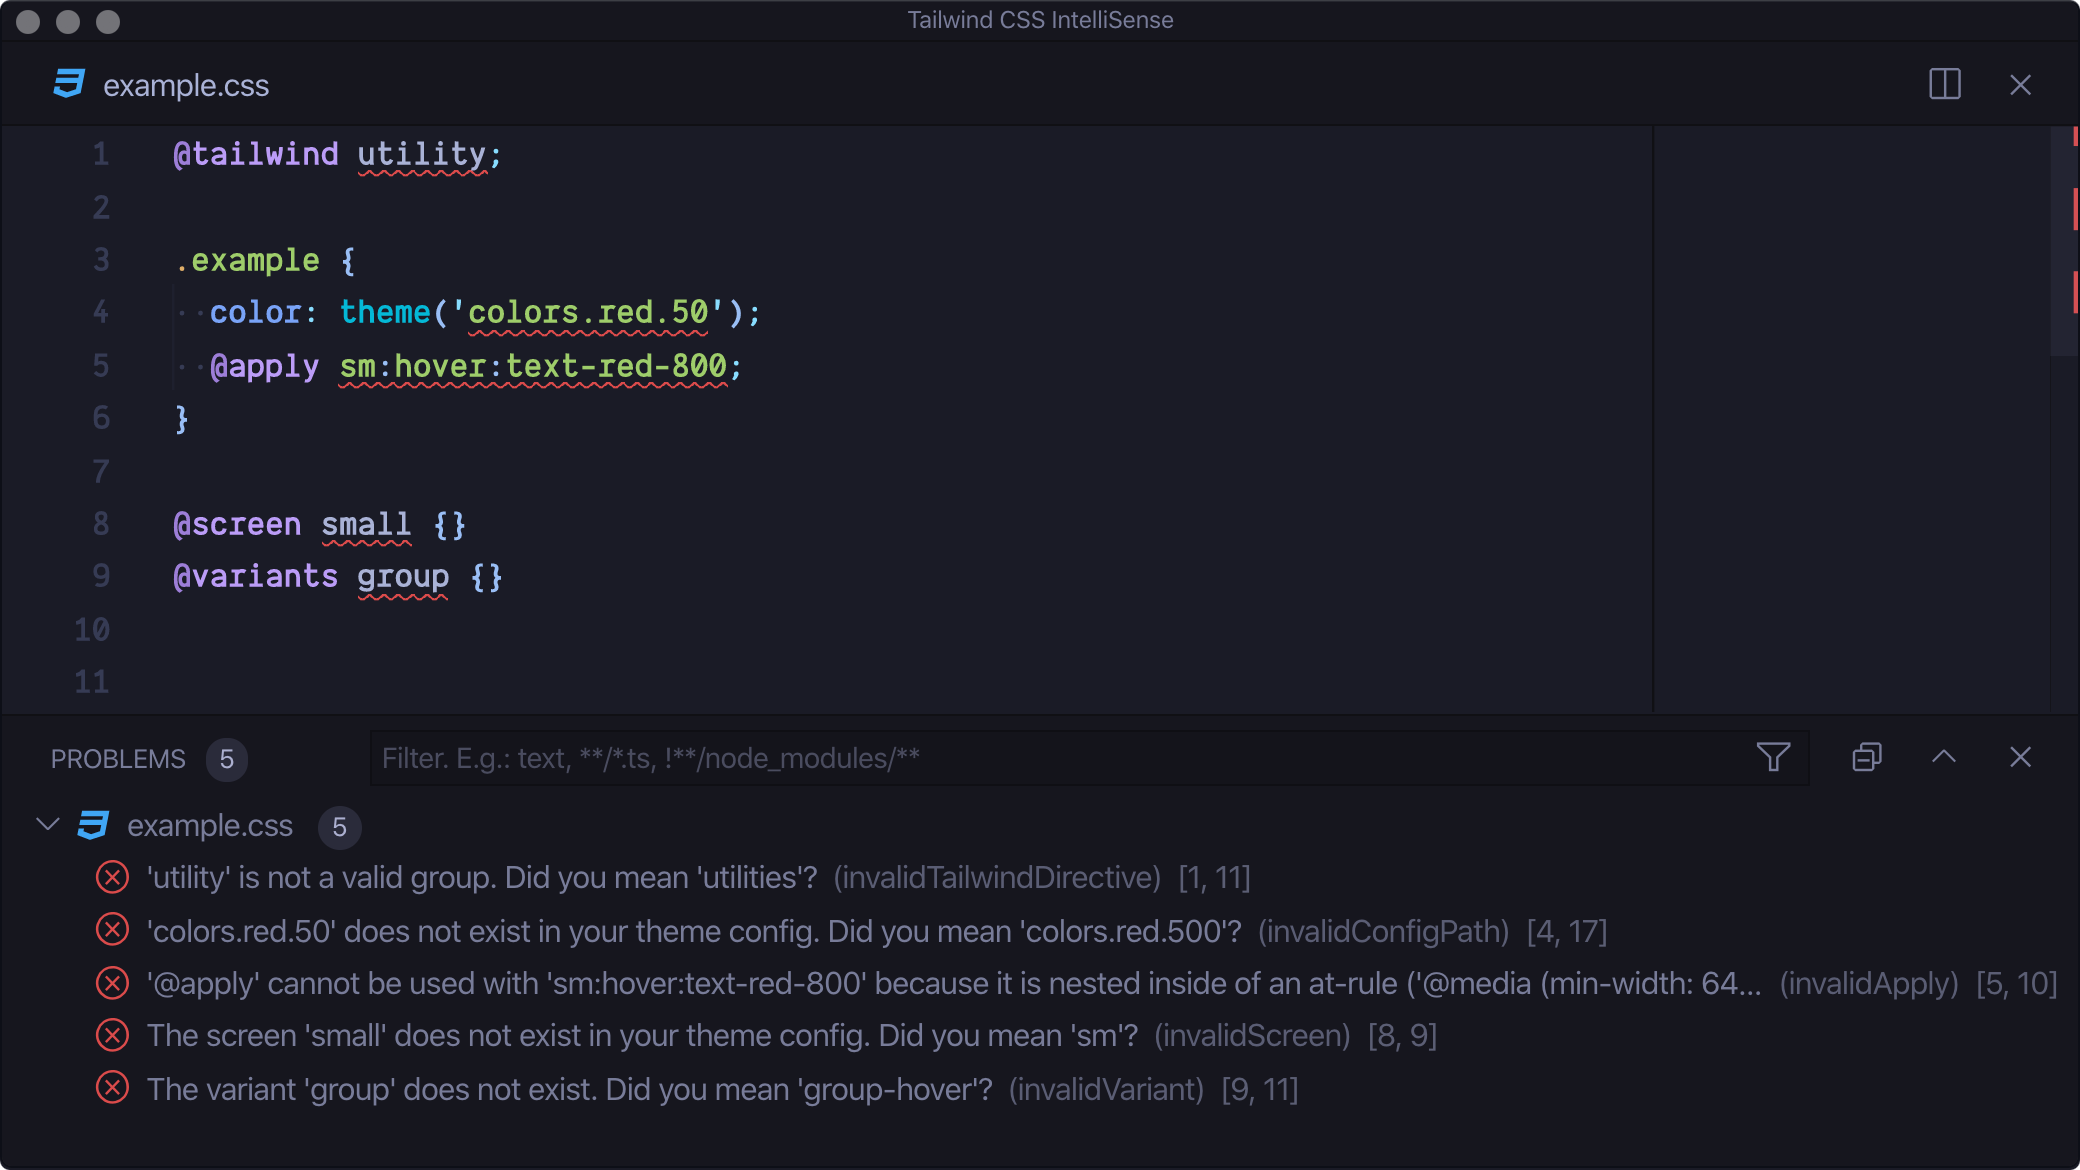 Tailwind CSS IntelliSense
example.css
1 @tailwind utility;
2
3 .example {
4 ··color: theme('colors.red.50');
5 ··@apply sm:hover:text-red-800;
6 }
7
8 @screen small {}
9 @variants group {}
10
11
PROBLEMS 5 Filter. E.g.: text, **/*.ts, !**/node_modules/**
example.css 5
'utility' is not a valid group. Did you mean 'utilities'? (invalidTailwindDirective) [1, 11]
'colors.red.50' does not exist in your theme config. Did you mean 'colors.red.500'? (invalidConfigPath) [4, 17]
'@apply' cannot be used with 'sm:hover:text-red-800' because it is nested inside of an at-rule ('@media (min-width: 64... (invalidApply) [5, 10]
The screen 'small' does not exist in your theme config. Did you mean 'sm'? (invalidScreen) [8, 9]
The variant 'group' does not exist. Did you mean 'group-hover'? (invalidVariant) [9, 11]